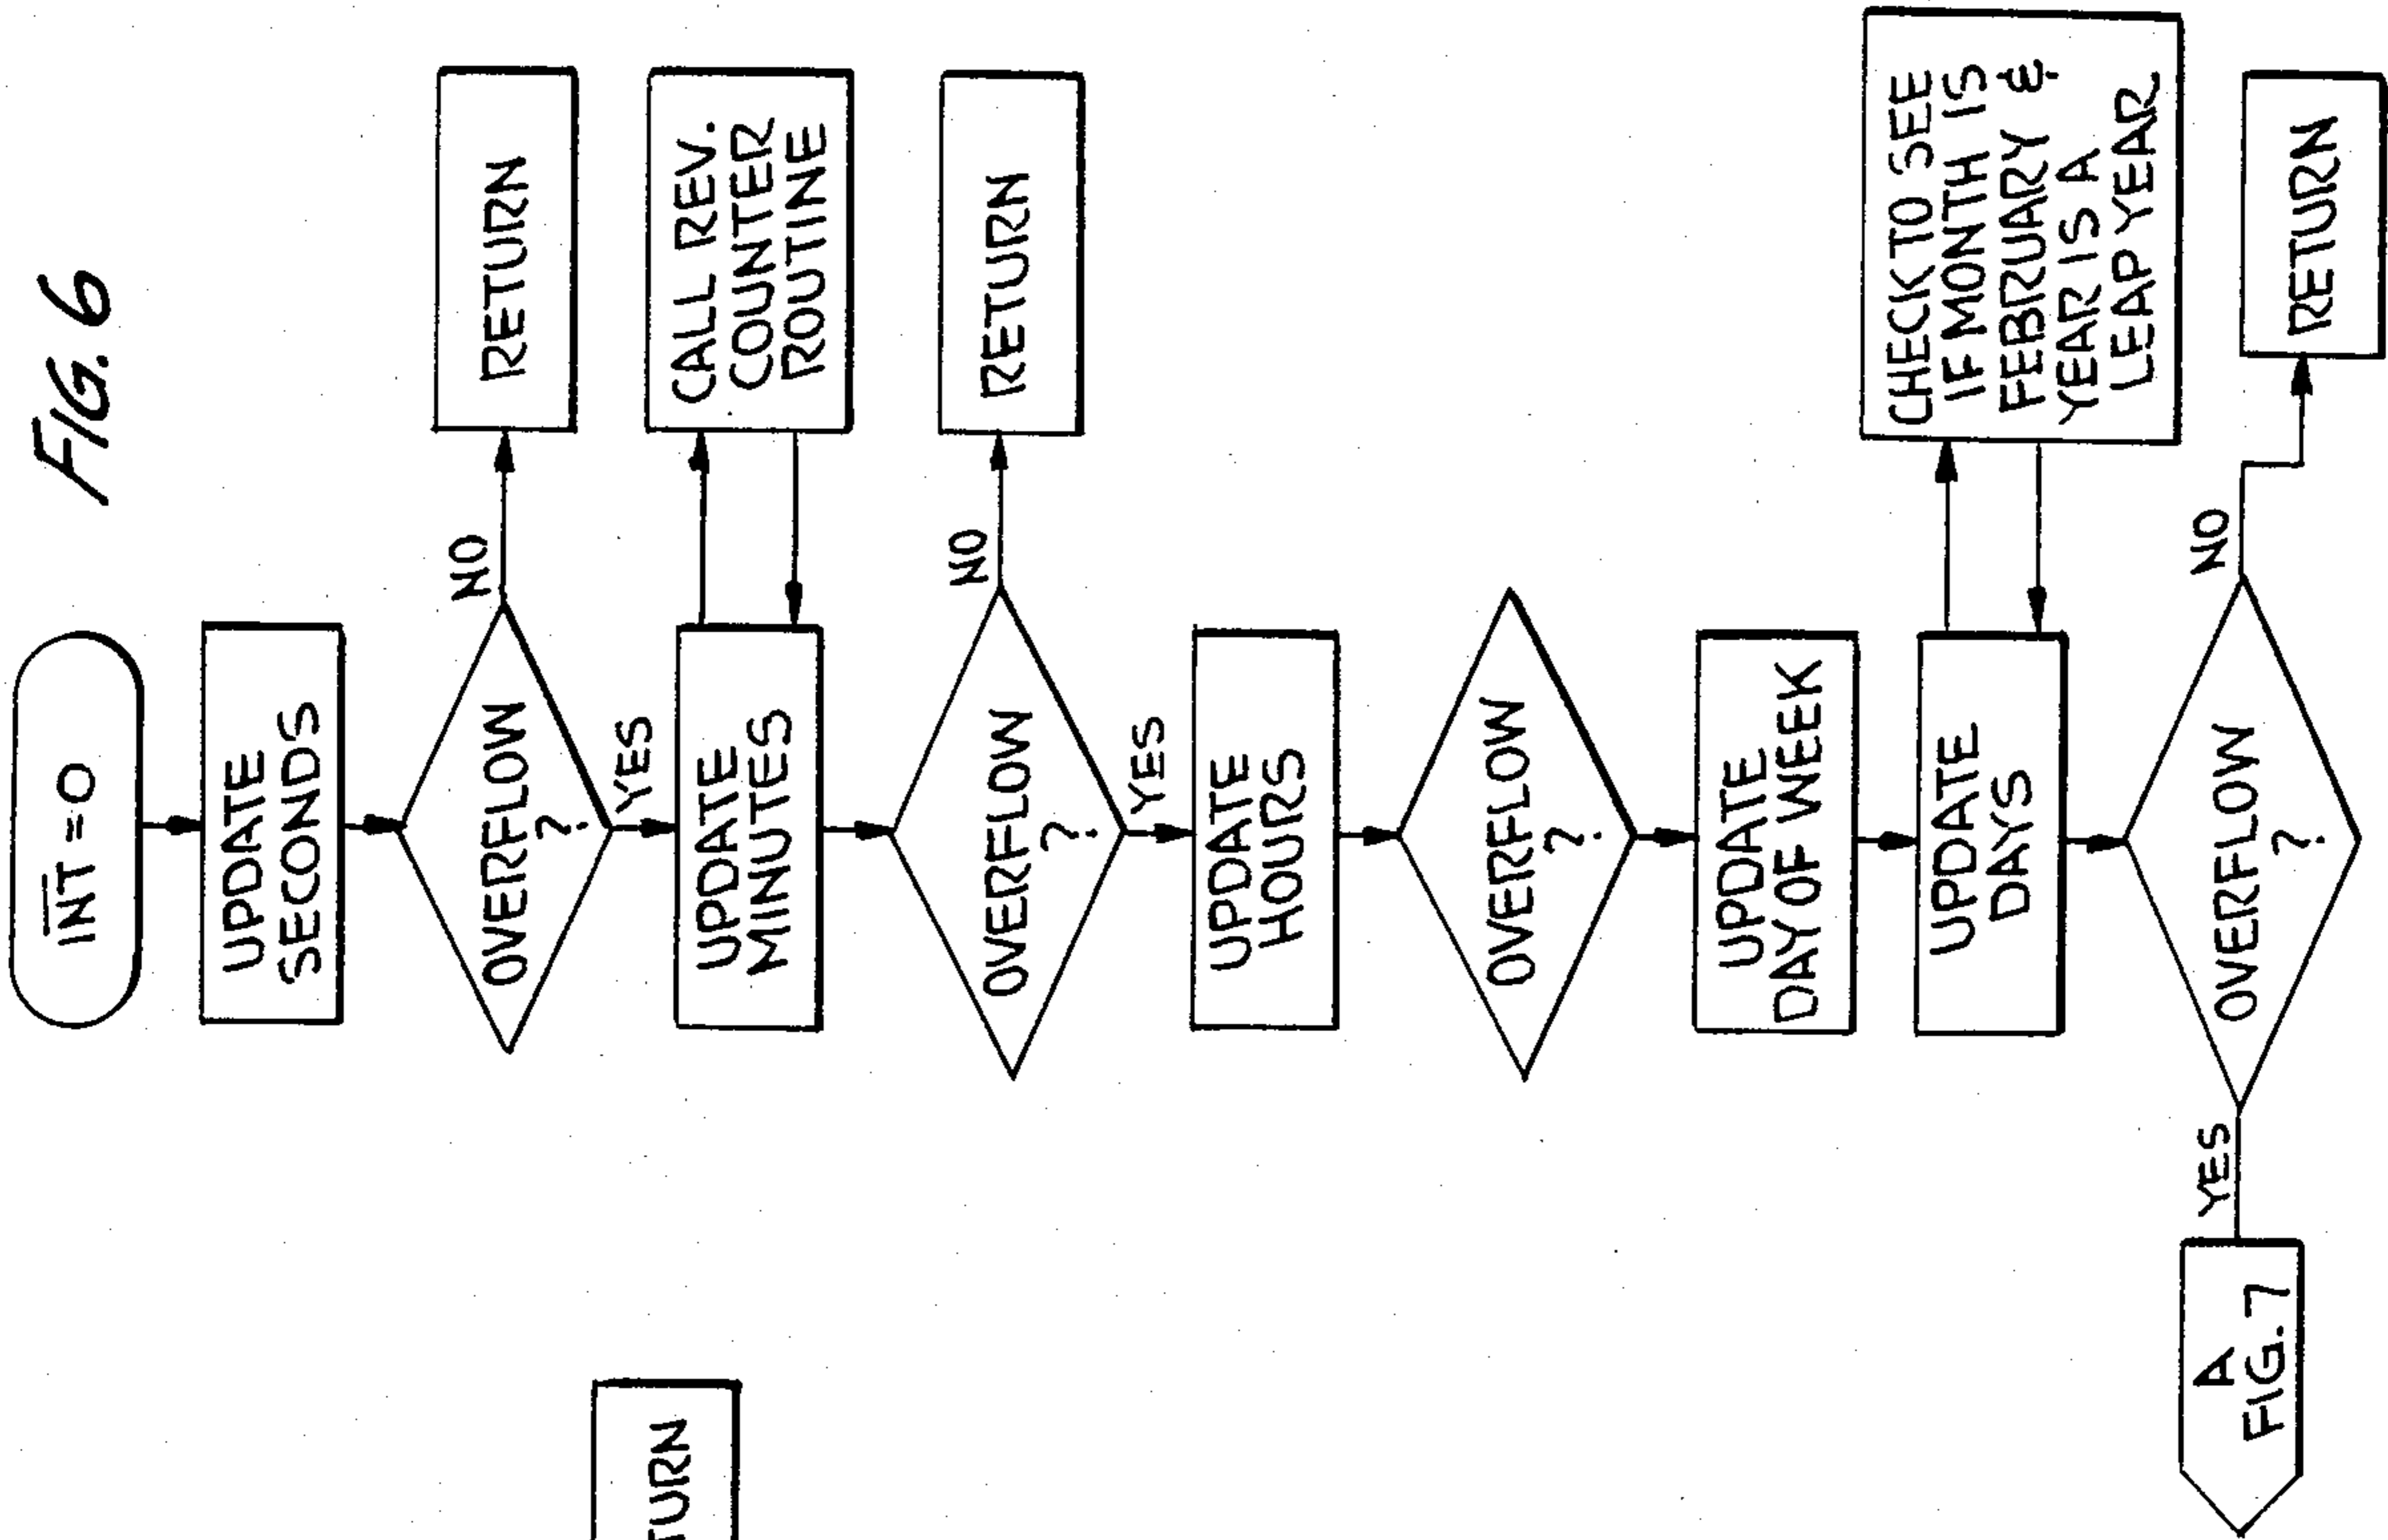 FIG. 6
INT = 0
UPDATE
SECONDS
OVERFLOW
?
NO
RETURN
YES
UPDATE
MINUTES
CALL REV.
COUNTER
ROUTINE
OVERFLOW
?
NO
RETURN
YES
UPDATE
HOURS
OVERFLOW
?
UPDATE
DAY OF WEEK
UPDATE
DAYS
CHECK TO SEE
IF MONTH IS
FEBRUARY &
YEAR IS A
LEAP YEAR
OVERFLOW
?
NO
RETURN
YES
A
FIG. 7
TURN